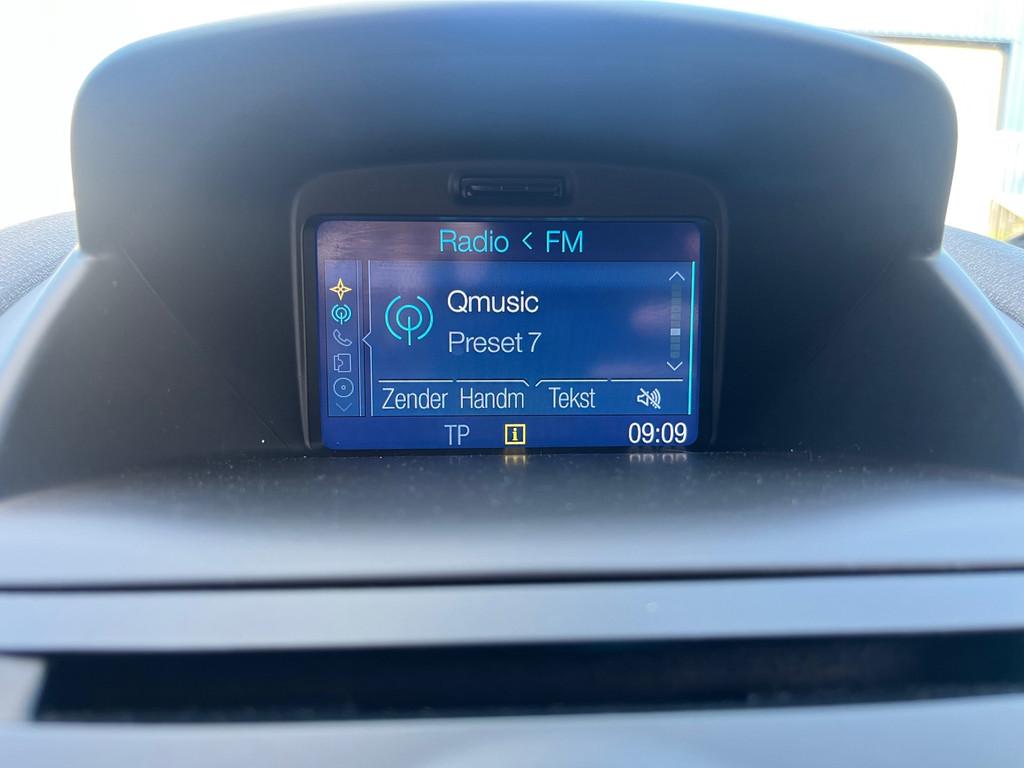 Radio < FM
Qmusic
Preset 7
Zender Handm Tekst
TP i 09:09